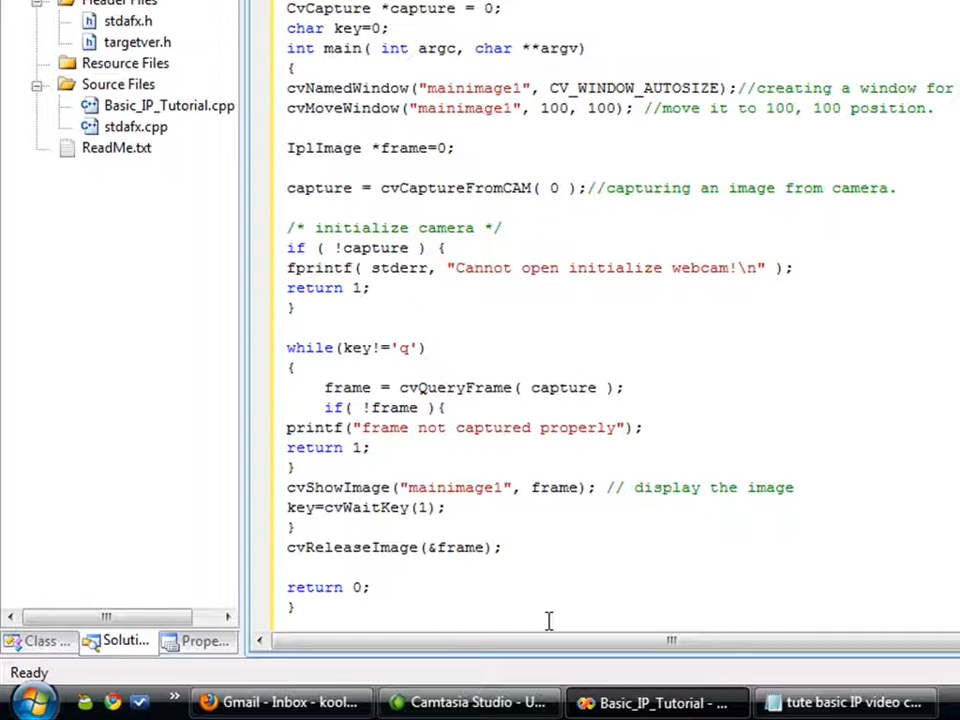 Header Files
stdafx.h
targetver.h
Resource Files
Source Files
Basic_IP_Tutorial.cpp
stdafx.cpp
ReadMe.txt
CvCapture *capture = 0;
char key=0;
int main( int argc, char **argv)
{
cvNamedWindow("mainimage1", CV_WINDOW_AUTOSIZE);//creating a window for
cvMoveWindow("mainimage1", 100, 100); //move it to 100, 100 position.
IplImage *frame=0;
capture = cvCaptureFromCAM( 0 );//capturing an image from camera.
/* initialize camera */
if ( !capture ) {
fprintf( stderr, "Cannot open initialize webcam!\n" );
return 1;
}
while(key!='q')
{
frame = cvQueryFrame( capture );
if( !frame ){
printf("frame not captured properly");
return 1;
}
cvShowImage("mainimage1", frame); // display the image
key=cvWaitKey(1);
}
cvReleaseImage(&frame);
return 0;
}
Class ...
Soluti...
Prope...
Ready
Gmail - Inbox - kool...
Camtasia Studio - U...
Basic_IP_Tutorial - ...
tute basic IP video c...